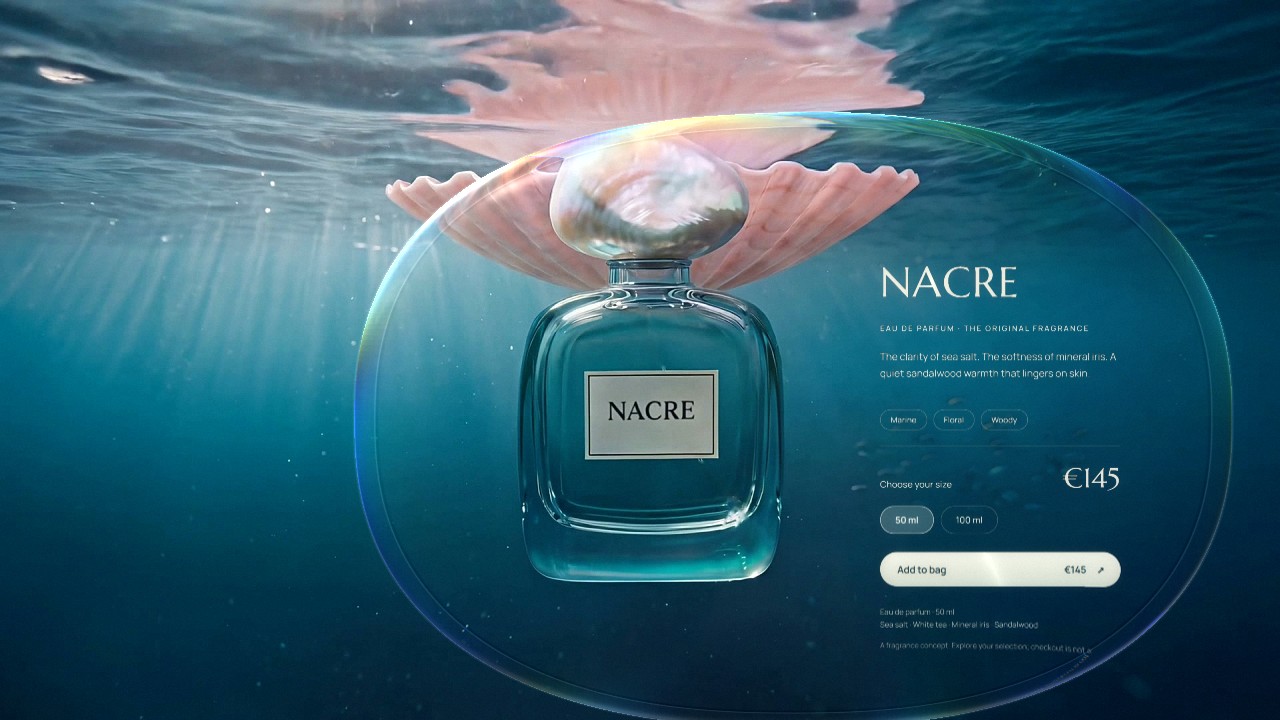 NACRE
EAU DE PARFUM · THE ORIGINAL FRAGRANCE
The clarity of sea salt. The softness of mineral iris. A
quiet sandalwood warmth that lingers on skin.
NACRE
Marine
Floral
Woody
Choose your size
€145
50 ml
100 ml
Add to bag €145 ↗
Eau de parfum · 50 ml
Sea salt · White tea · Mineral iris · Sandalwood
A fragrance concept. Explore your selection, checkout is not